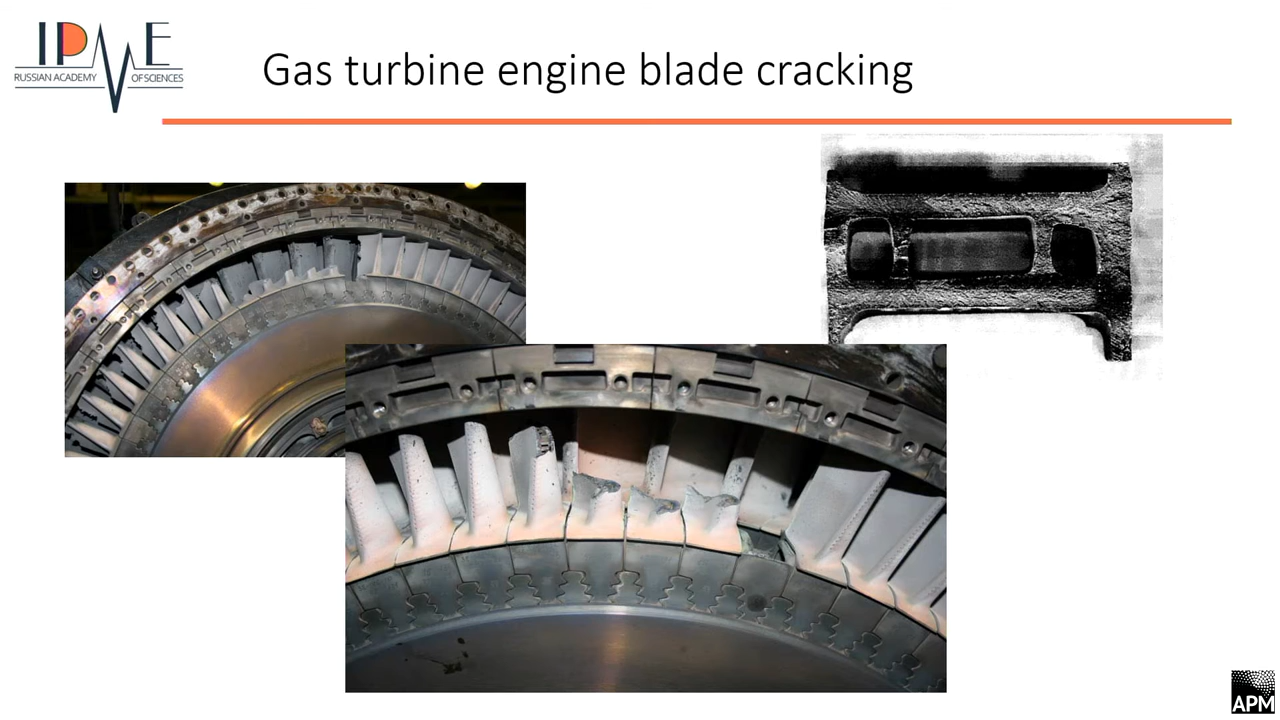 IPME
RUSSIAN ACADEMY OF SCIENCES
Gas turbine engine blade cracking
APM